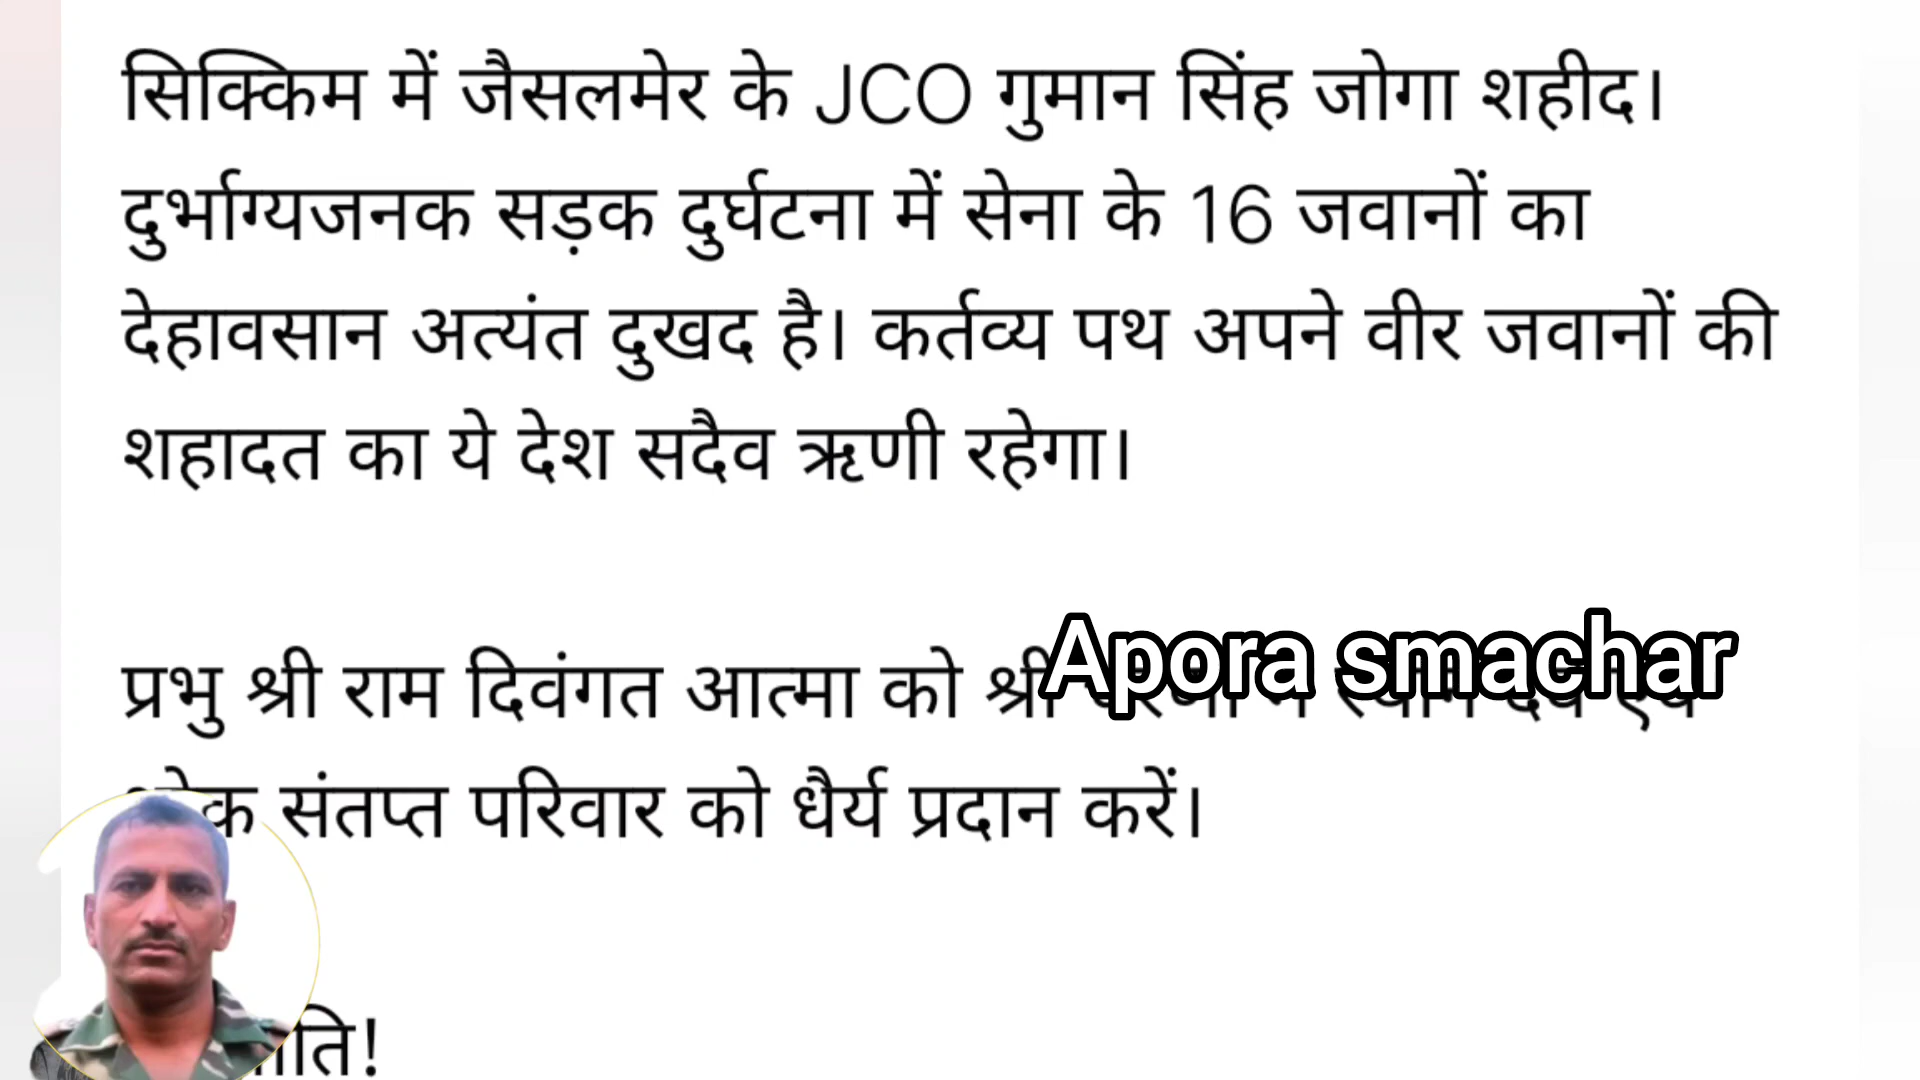 सिक्किम में जैसलमेर के JCO गुमान सिंह जोगा शहीद।
दुर्भाग्यजनक सड़क दुर्घटना में सेना के 16 जवानों का
देहावसान अत्यंत दुखद है। कर्तव्य पथ अपने वीर जवानों की
शहादत का ये देश सदैव ऋणी रहेगा।
Apora smachar
प्रभु श्री राम दिवंगत आत्मा को श्री
संतप्त परिवार को धैर्य प्रदान करें।